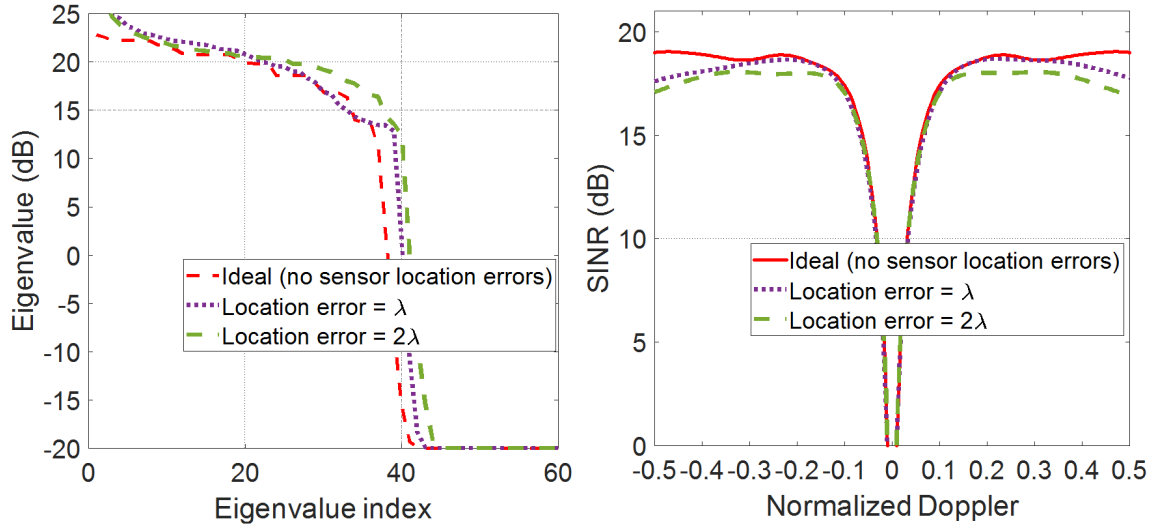 25
20
15
10
5
0
-5
-10
-15
-20
0
20
40
60
Eigenvalue (dB)
Eigenvalue index
Ideal (no sensor location errors)
Location error = λ
Location error = 2λ
20
15
10
5
0
-0.5 -0.4 -0.3 -0.2 -0.1 0 0.1 0.2 0.3 0.4 0.5
SINR (dB)
Normalized Doppler
Ideal (no sensor location errors)
Location error = λ
Location error = 2λ